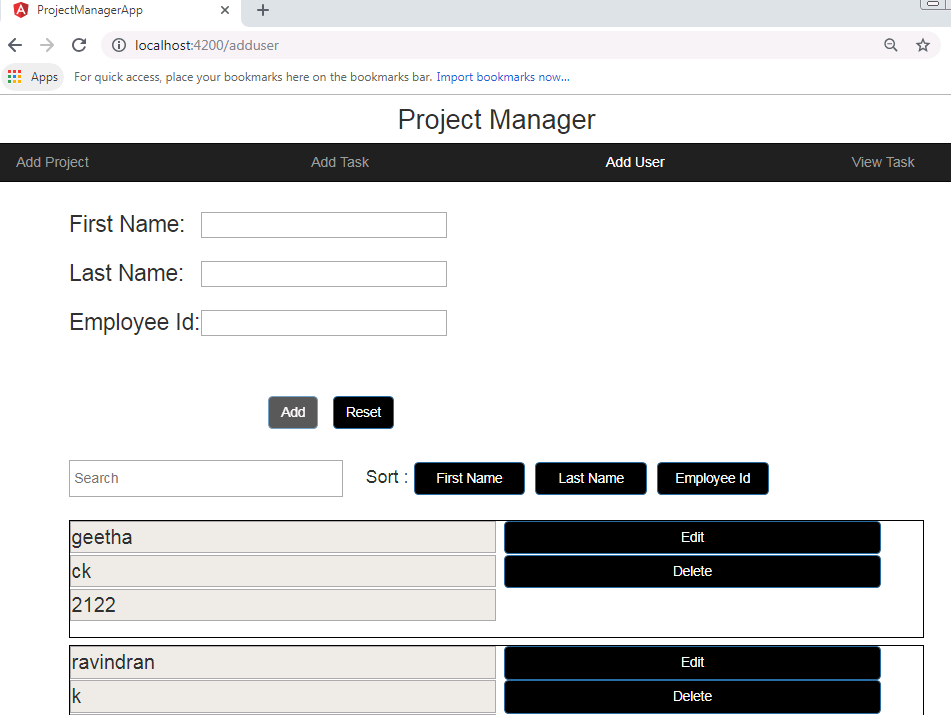 ProjectManagerApp
localhost:4200/adduser
Apps For quick access, place your bookmarks here on the bookmarks bar. Import bookmarks now...
Project Manager
Add Project Add Task Add User View Task
First Name:
Last Name:
Employee Id:
Add Reset
Search Sort : First Name Last Name Employee Id
geetha Edit
ck Delete
2122
ravindran Edit
k Delete